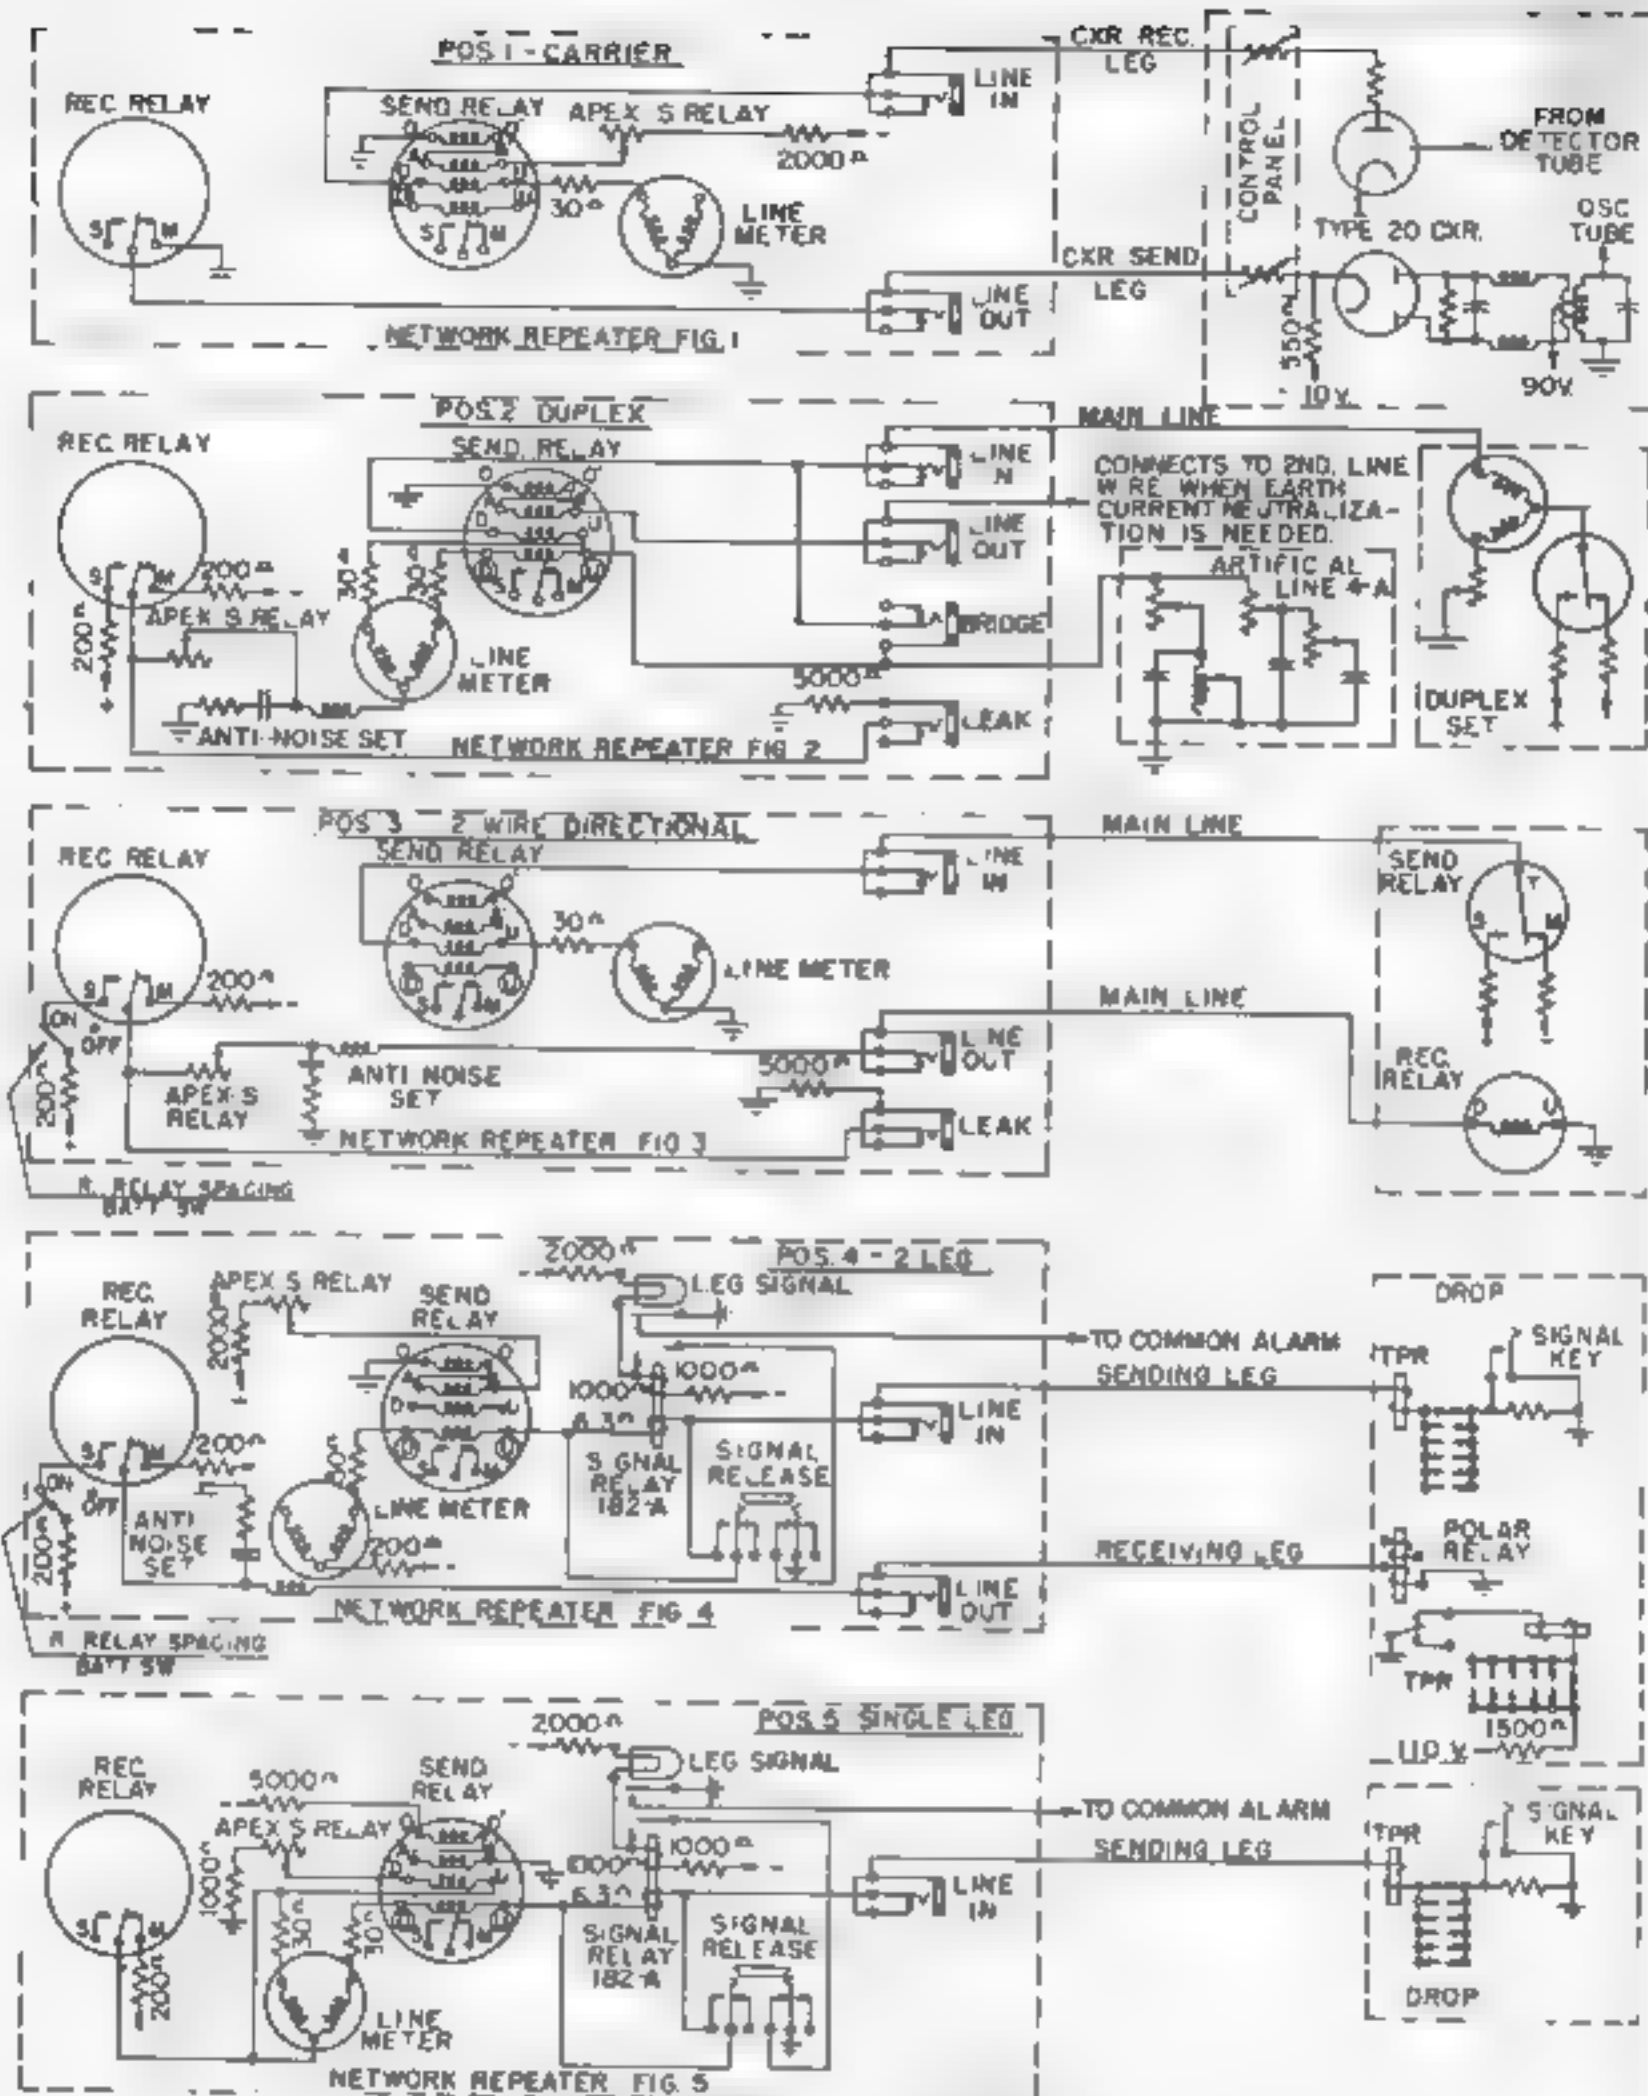 POS 1 - CARRIER
REC RELAY
SEND RELAY
APEX S RELAY
2000
30
LINE METER
LINE IN
LINE OUT
NETWORK REPEATER FIG. 1
CXR REC. LEG
CXR SEND LEG
CONTROL PANEL
FROM DETECTOR TUBE
TYPE 20 CXR.
OSC TUBE
550
10 V.
90V.
POS. 2 DUPLEX
REC RELAY
SEND RELAY
200
APEX S RELAY
200
30
30
LINE METER
ANTI-NOISE SET
5000
LINE
LINE OUT
BRIDGE
LEAK
NETWORK REPEATER FIG 2
MAIN LINE
CONNECTS TO 2ND. LINE
WIRE WHEN EARTH
CURRENT NEUTRALIZA-
TION IS NEEDED.
ARTIFICIAL LINE 4-A
DUPLEX SET
POS 3 2 WIRE DIRECTIONAL
REC RELAY
SEND RELAY
S M
200
ON
OFF
200
APEX-S RELAY
ANTI NOISE SET
30
LINE METER
5000
LINE IN
LINE OUT
LEAK
NETWORK REPEATER FIG 3
R. RELAY SPACING
BATT SW
MAIN LINE
MAIN LINE
SEND RELAY
S T M
REC RELAY
POS. 4 - 2 LEG
REC. RELAY
APEX S RELAY
2000
SEND RELAY
2000
LEG SIGNAL
1000
1000
6.3
SIGNAL RELAY 182-A
SIGNAL RELEASE
200
ON
OFF
200
ANTI NOISE SET
LINE METER
200
LINE IN
LINE OUT
NETWORK REPEATER FIG 4
R RELAY SPACING
BATT SW
TO COMMON ALARM
SENDING LEG
RECEIVING LEG
DROP
TPR
SIGNAL KEY
POLAR RELAY
TPR
1500
110 V
POS. 5 SINGLE LEG
REC RELAY
5000
APEX S RELAY
1000
SEND RELAY
2000
LEG SIGNAL
1000
6.3
SIGNAL RELAY 182-A
SIGNAL RELEASE
200
30
30
LINE METER
LINE IN
NETWORK REPEATER FIG. 5
TO COMMON ALARM
SENDING LEG
TPR
SIGNAL KEY
DROP